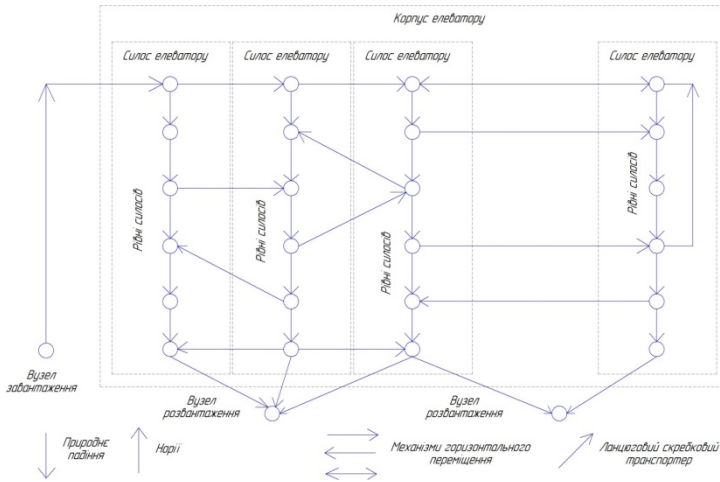 Корпус елеватору
Силос елеватору
Силос елеватору
Силос елеватору
Силос елеватору
Рівні силосів
Рівні силосів
Рівні силосів
Рівні силосів
Вузел
завантаження
Вузел
розвантаження
Вузел
розвантаження
Природнє
падіння
Норії
Механізми горизонтального
переміщення
Ланцюговий скребковий
транспортер